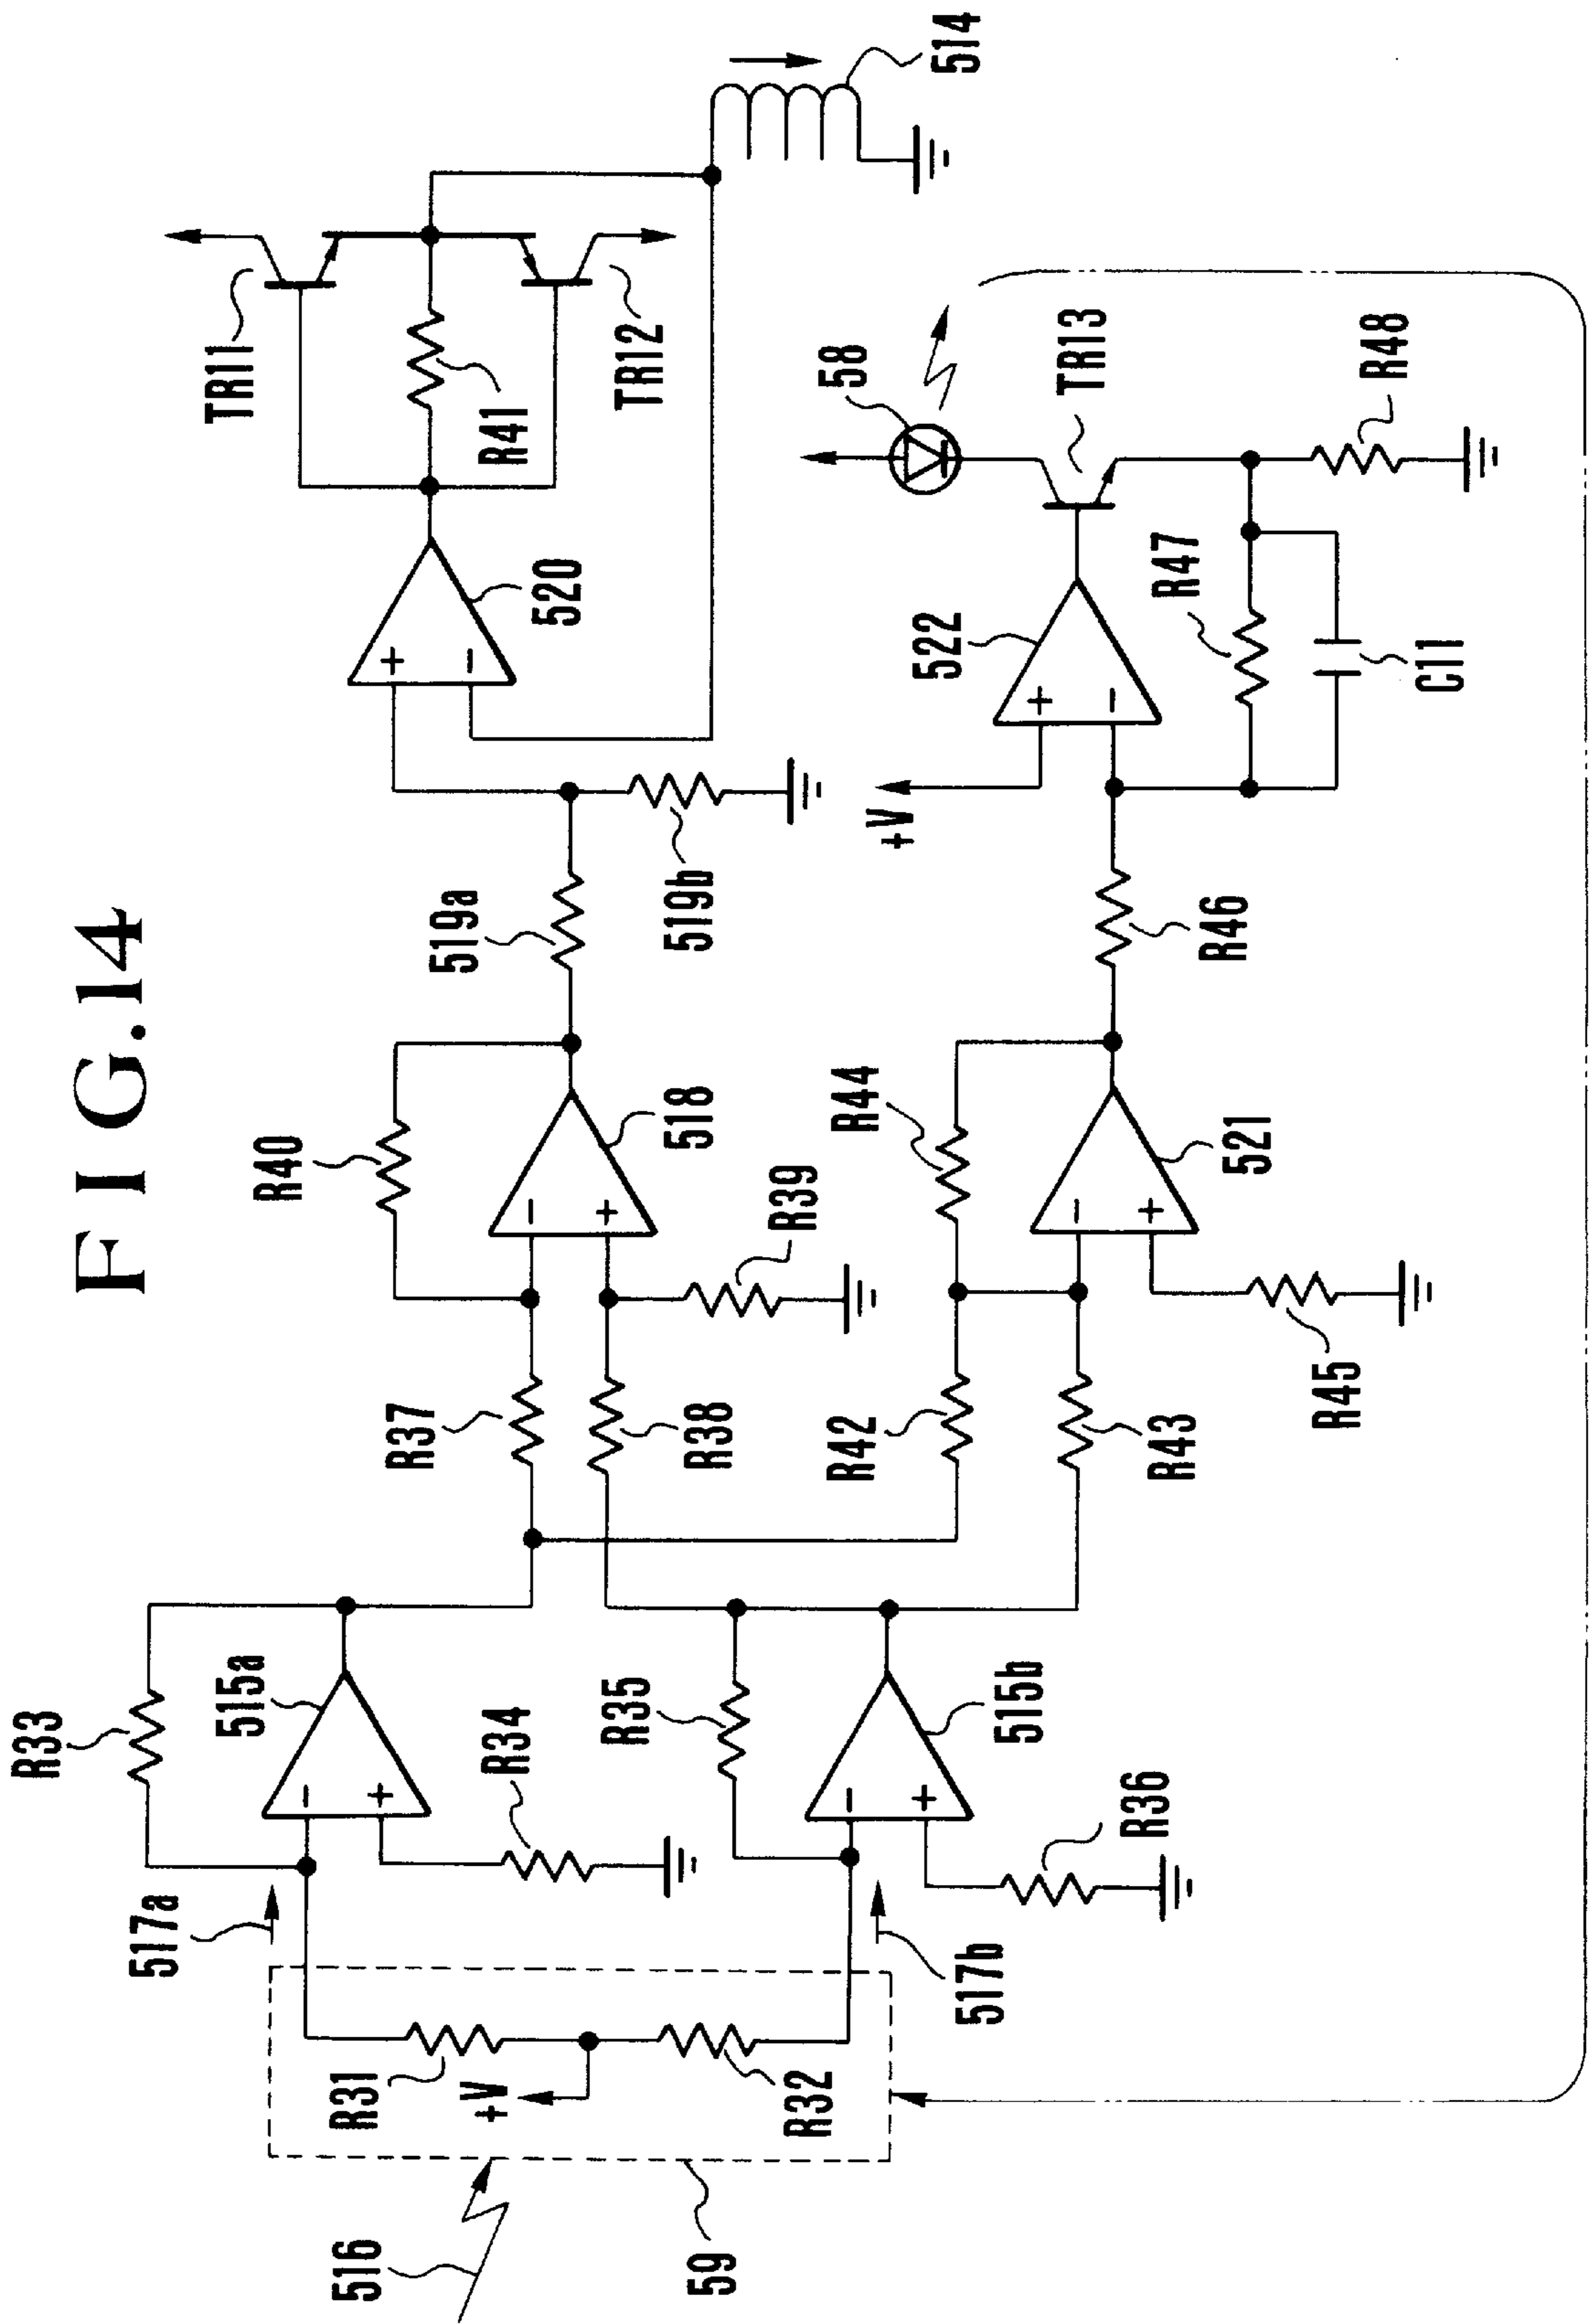 FIG.14
R33
517a
515a
R34
R31
+V
R32
516
59
R35
515b
517b
R36
R37
R38
R40
518
R39
R42
R43
R44
521
R45
519a
519b
R46
520
TR11
R41
TR12
514
+V
522
58
TR13
R47
C11
R48
+
-
+
-
+
-
+
-
+
-
+
-